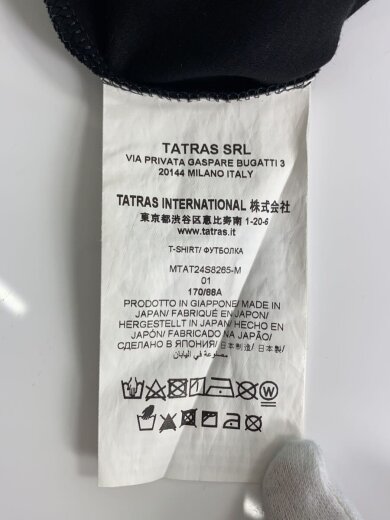 TATRAS SRL
VIA PRIVATA GASPARE BUGATTI 3
20144 MILANO ITALY
TATRAS INTERNATIONAL 株式会社
東京都渋谷区恵比寿南 1-20-6
www.tatras.it
T-SHIRT/ ФУТБОЛКА
MTAT24S8265-M
01
170/88A
PRODOTTO IN GIAPPONE/ MADE IN
JAPAN/ FABRIQUÉ EN JAPON/
HERGESTELLT IN JAPAN/ HECHO EN
JAPÓN/ FABRICADO NA JAPÃO/
СДЕЛАНО В ЯПОНИЯ/ 日本制造/ 日本製/
مصنوعة في اليابان